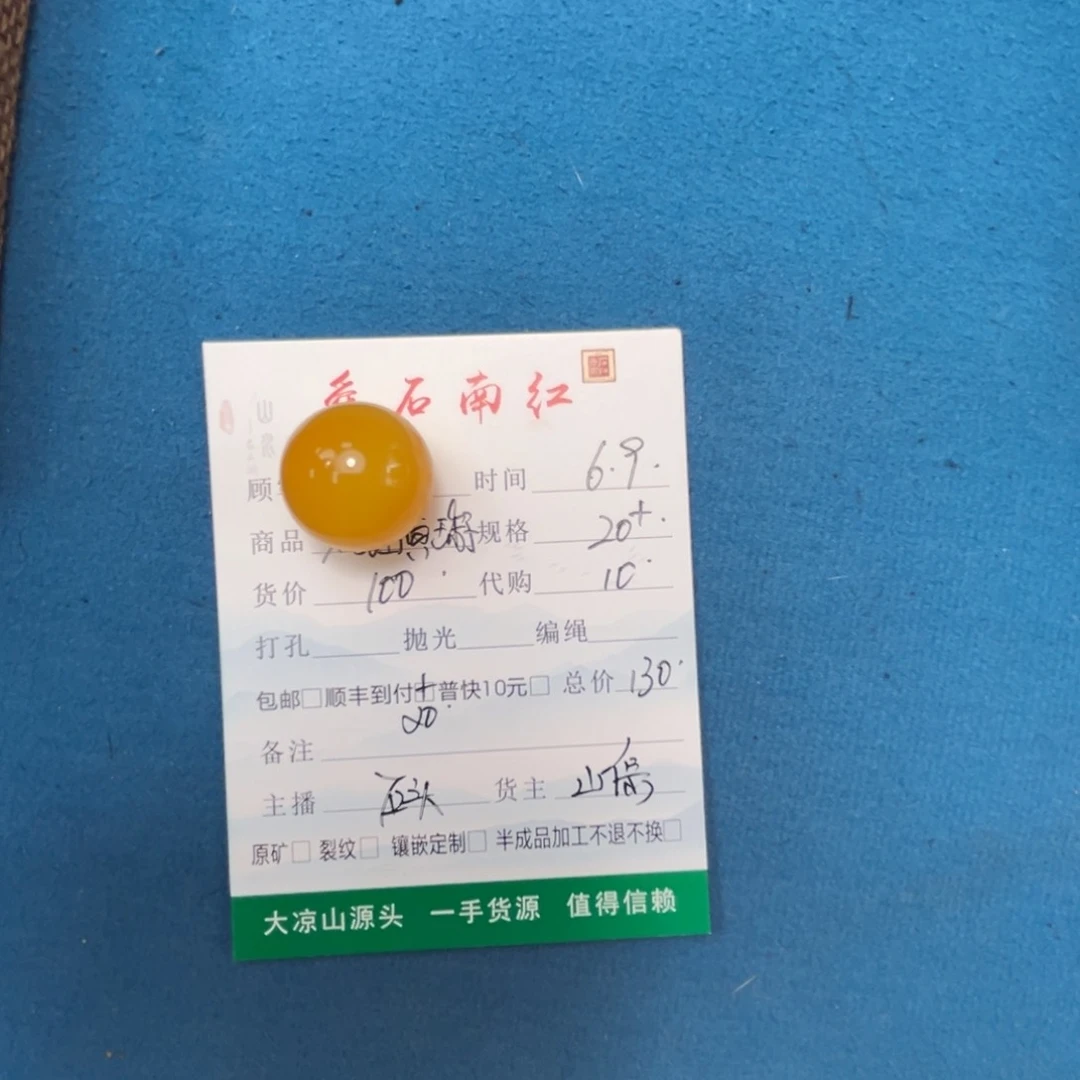 石南红
顾 时间 6.9.
商品 规格 20+.
货价 100 代购 10
打孔 抛光 编绳
包邮□顺丰到付□+普快10元□ 总价 130
20
备注
主播 货主
原矿□ 裂纹□ 镶嵌定制□ 半成品加工不退不换□
大凉山源头 一手货源 值得信赖